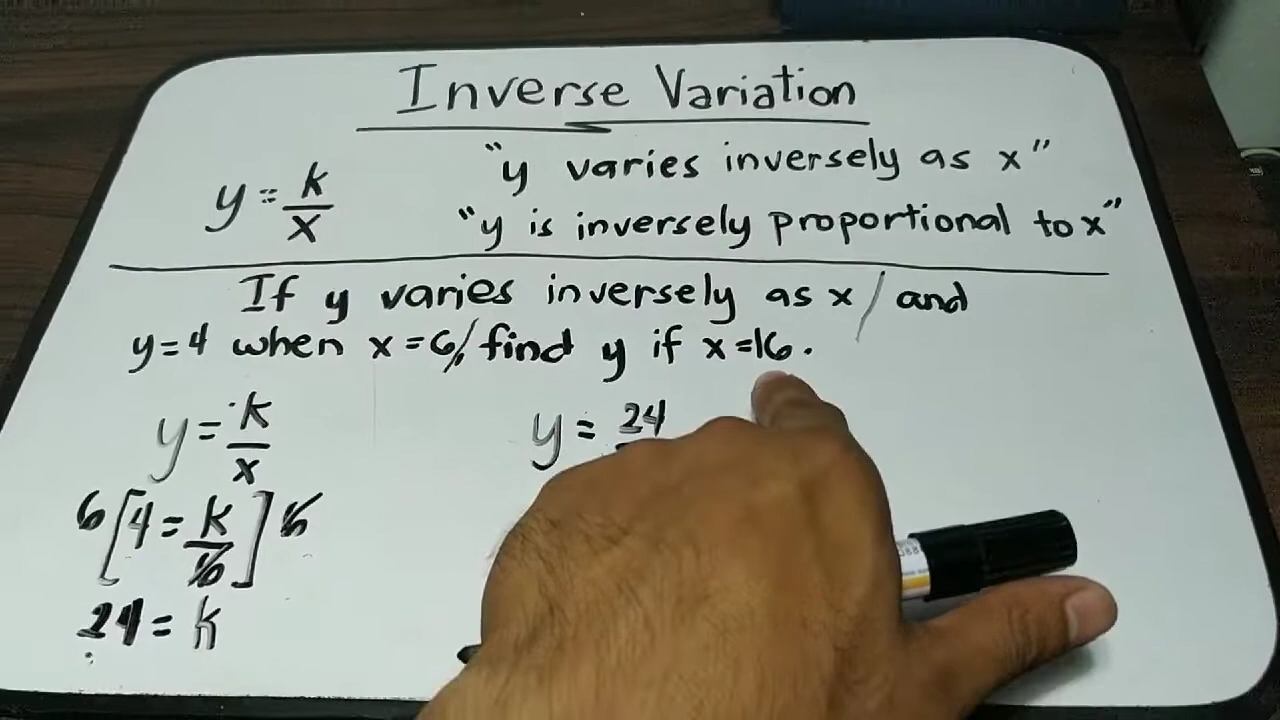 Inverse Variation
y = k/x
"y varies inversely as x"
"y is inversely proportional to x"
If y varies inversely as x / and
y = 4 when x = 6, / find y if x = 16.
y = k/x
6 [4 = k/6] 6
24 = k
y = 24